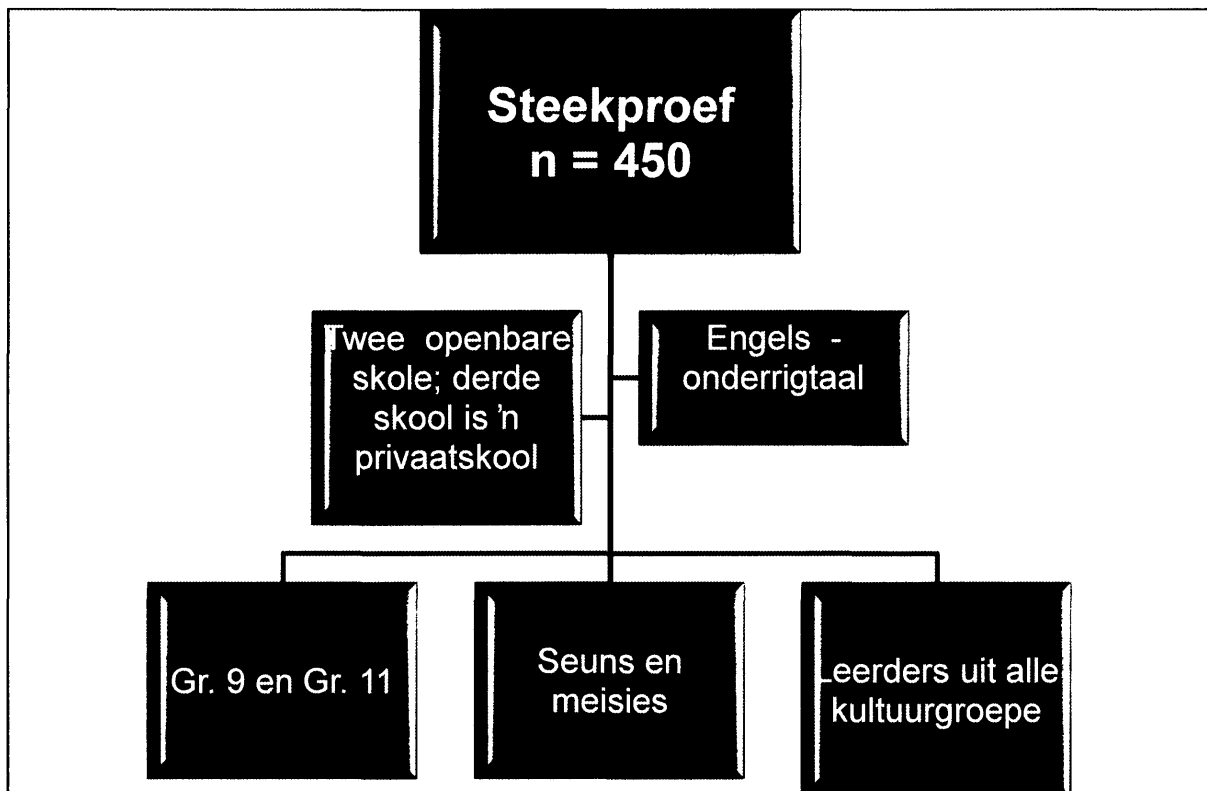 Steekproef
n = 450
Twee openbare
skole; derde
skool is 'n
privaatskool
Engels -
onderrigtaal
Gr. 9 en Gr. 11
Seuns en
meisies
Leerders uit alle
kultuurgroepe